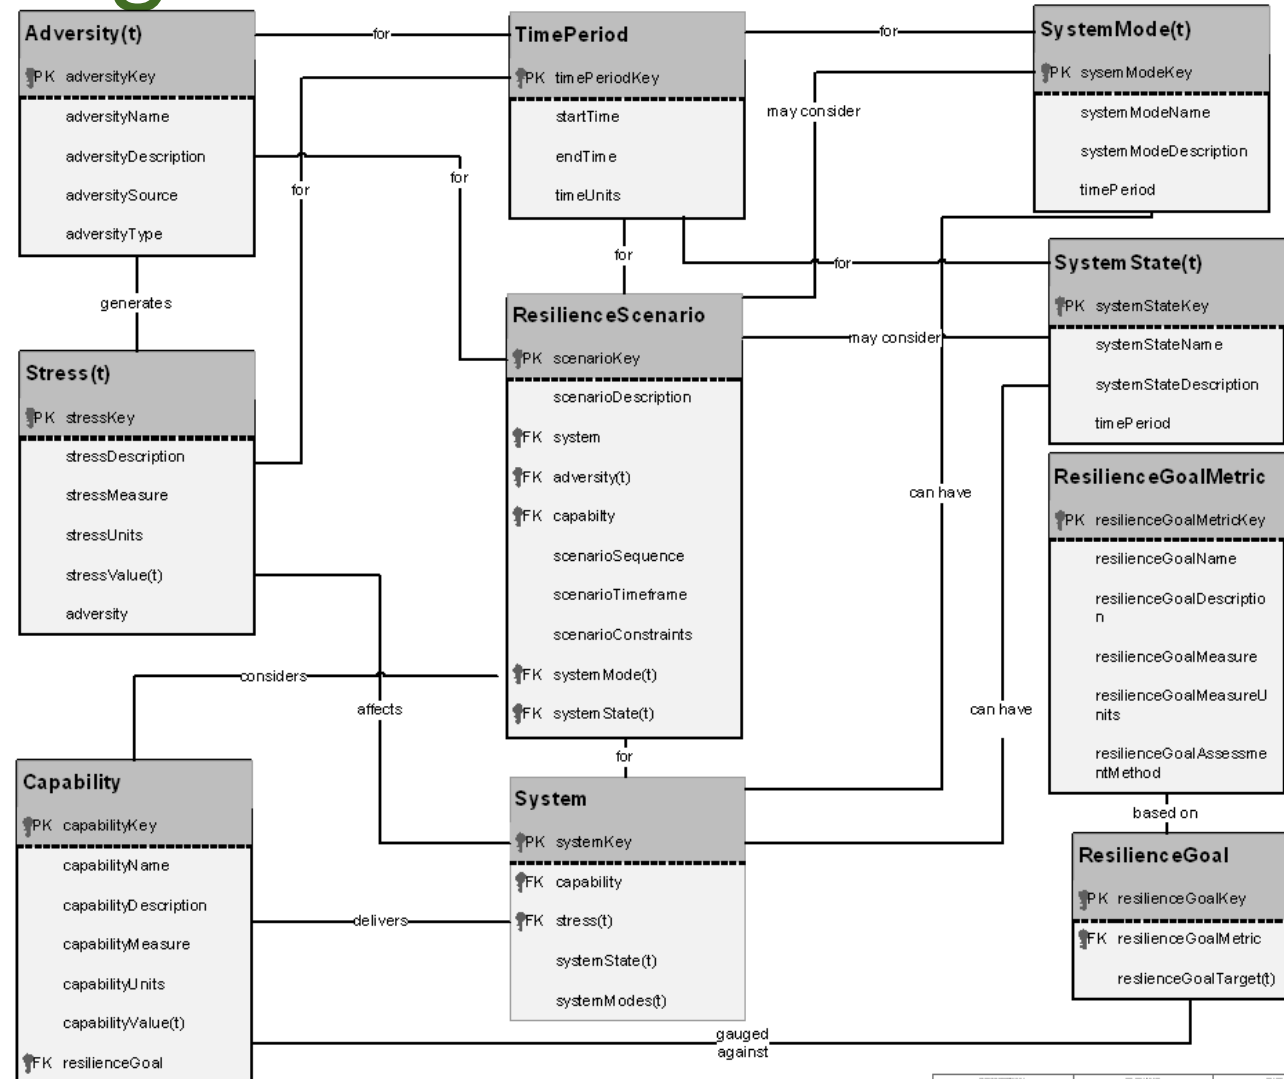 g
Adversity(t)
PK adversityKey
adversityName
adversityDescription
adversitySource
adversityType
for
TimePeriod
PK timePeriodKey
startTime
endTime
timeUnits
for
SystemMode(t)
PK sysemModeKey
systemModeName
systemModeDescription
timePeriod
may consider
for
for
for
for
generates
SystemState(t)
PK systemStateKey
systemStateName
systemStateDescription
timePeriod
ResilienceScenario
PK scenarioKey
scenarioDescription
FK system
FK adversity(t)
FK capabilty
scenarioSequence
scenarioTimeframe
scenarioConstraints
FK systemMode(t)
FK systemState(t)
may consider
Stress(t)
PK stressKey
stressDescription
stressMeasure
stressUnits
stressValue(t)
adversity
ResilienceGoalMetric
PK resilienceGoalMetricKey
resilienceGoalName
resilienceGoalDescriptio
n
resilienceGoalMeasure
resilienceGoalMeasureU
nits
resilienceGoalAssessme
ntMethod
can have
can have
considers
affects
for
based on
Capability
PK capabilityKey
capabilityName
capabilityDescription
capabilityMeasure
capabilityUnits
capabilityValue(t)
FK resilienceGoal
delivers
System
PK systemKey
FK capability
FK stress(t)
systemState(t)
systemModes(t)
ResilienceGoal
PK resilienceGoalKey
FK resilienceGoalMetric
reslienceGoalTarget(t)
gauged
against